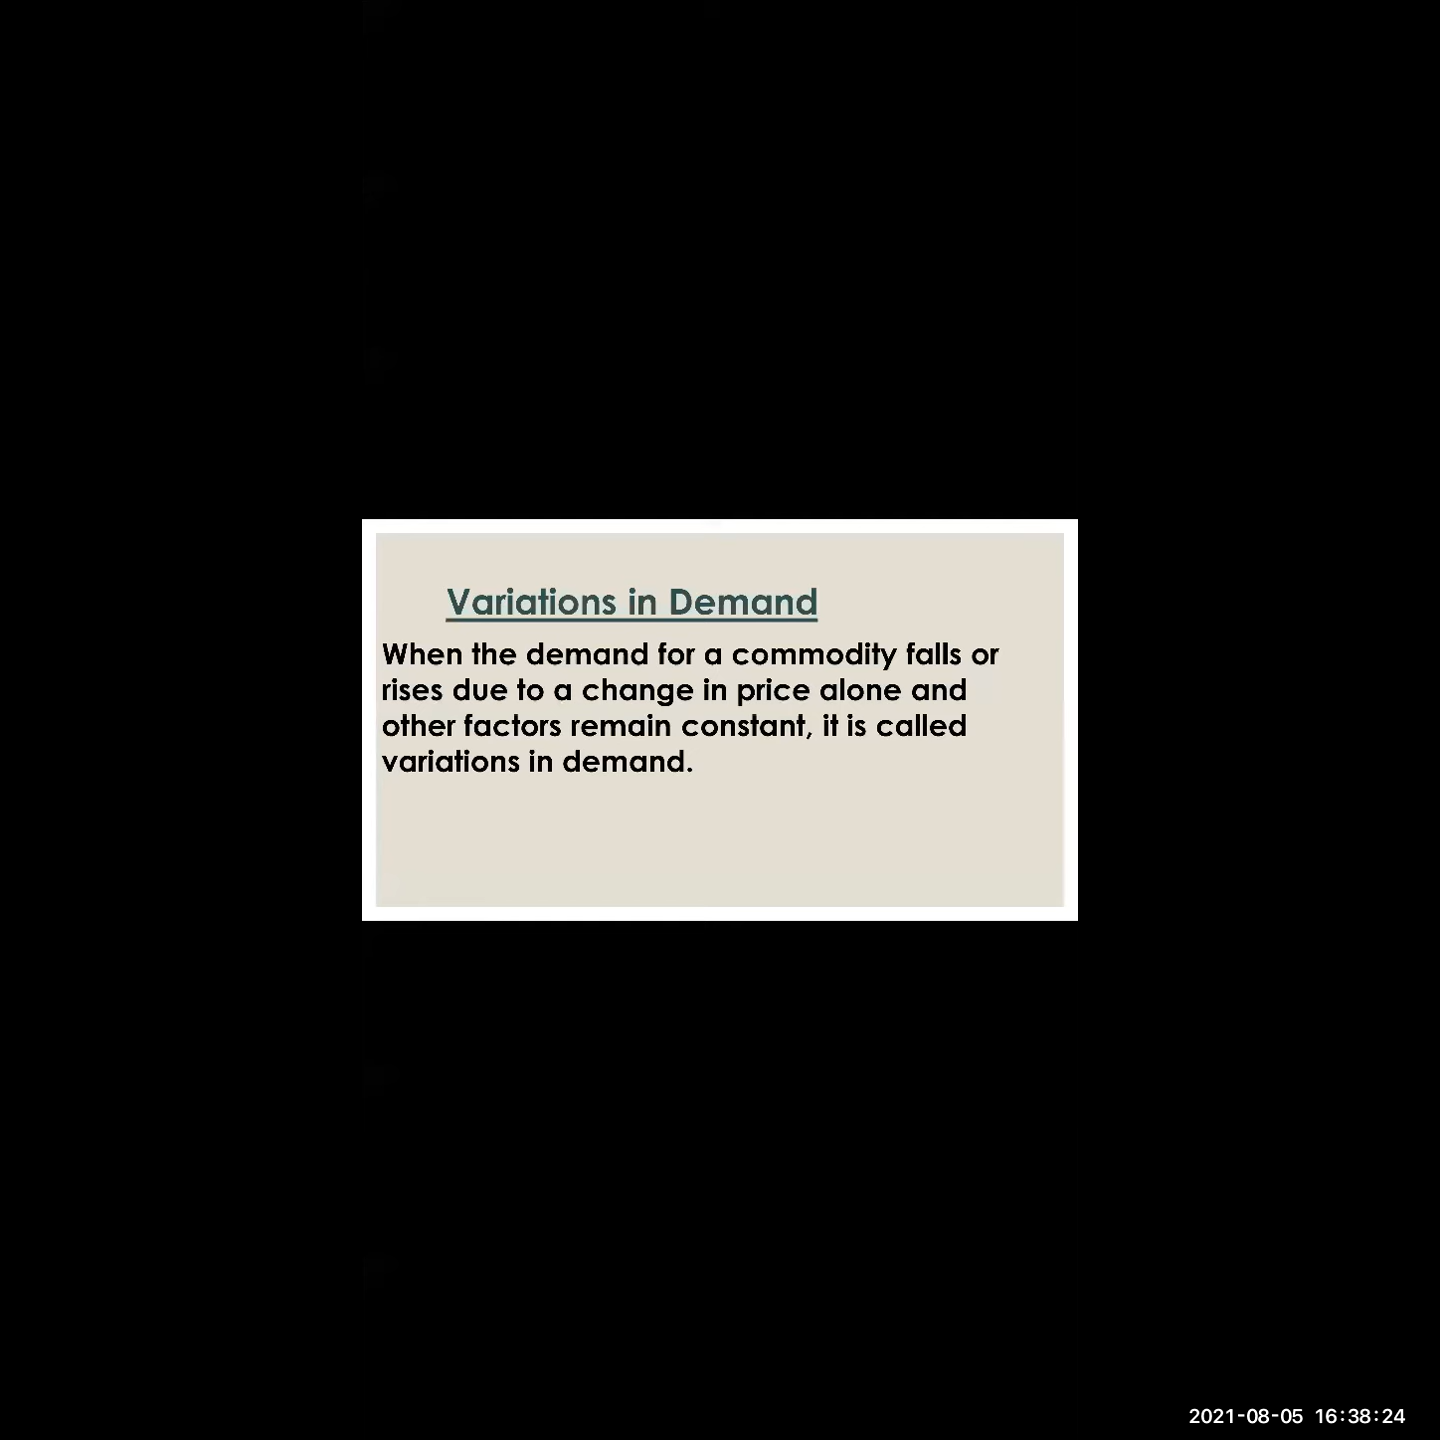 Variations in Demand
When the demand for a commodity falls or
rises due to a change in price alone and
other factors remain constant, it is called
variations in demand.
2021-08-05 16:38:24